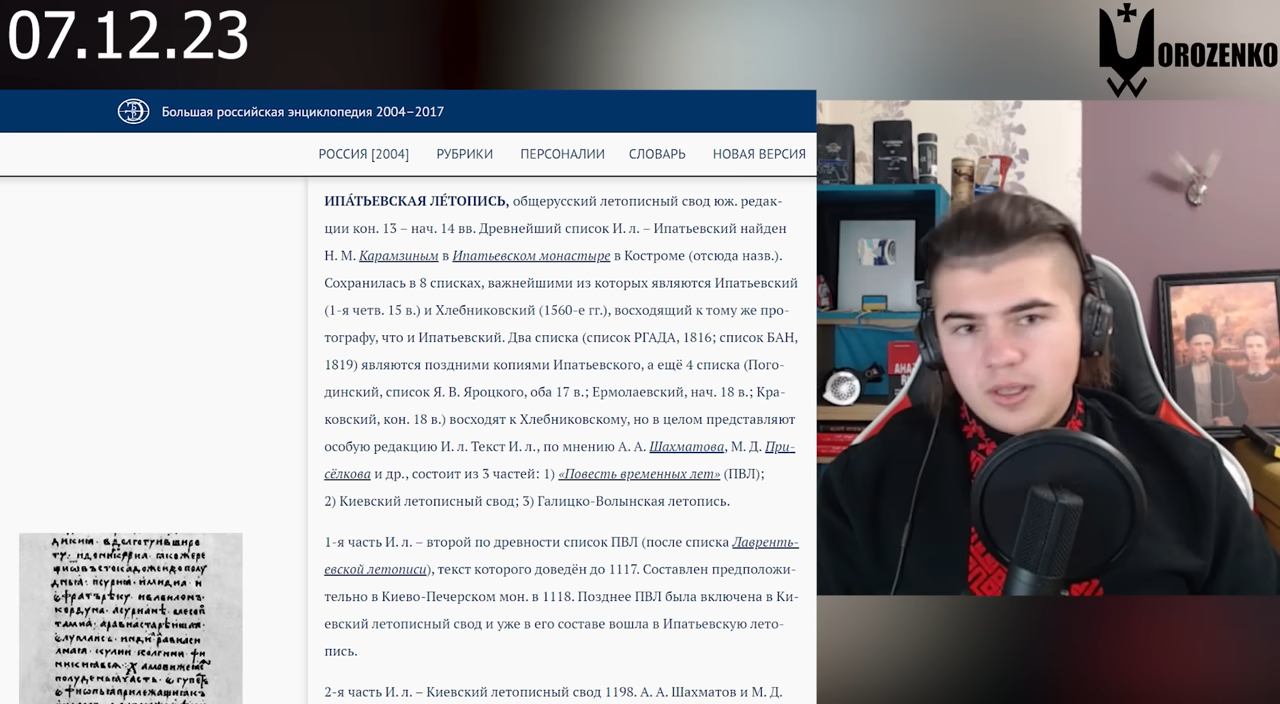 07.12.23
OROZENKO
Большая российская энциклопедия 2004–2017
РОССИЯ [2004] РУБРИКИ ПЕРСОНАЛИИ СЛОВАРЬ НОВАЯ ВЕРСИЯ
ИПА́ТЬЕВСКАЯ ЛЕ́ТОПИСЬ, общерусский летописный свод юж. редак-
ции кон. 13 – нач. 14 вв. Древнейший список И. л. – Ипатьевский найден
Н. М. Карамзиным в Ипатьевском монастыре в Костроме (отсюда назв.).
Сохранилась в 8 списках, важнейшими из которых являются Ипатьевский
(1-я четв. 15 в.) и Хлебниковский (1560-е гг.), восходящий к тому же про-
тографу, что и Ипатьевский. Два списка (список РГАДА, 1816; список БАН,
1819) являются поздними копиями Ипатьевского, а ещё 4 списка (Пого-
динский, список Я. В. Яроцкого, оба 17 в.; Ермолаевский, нач. 18 в.; Кра-
ковский, кон. 18 в.) восходят к Хлебниковскому, но в целом представляют
особую редакцию И. л. Текст И. л., по мнению А. А. Шахматова, М. Д. При-
сёлкова и др., состоит из 3 частей: 1) «Повесть временных лет» (ПВЛ);
2) Киевский летописный свод; 3) Галицко-Волынская летопись.
1-я часть И. л. – второй по древности список ПВЛ (после списка Лавренть-
евской летописи), текст которого доведён до 1117. Составлен предположи-
тельно в Киево-Печерском мон. в 1118. Позднее ПВЛ была включена в Ки-
евский летописный свод и уже в его составе вошла в Ипатьевскую лето-
пись.
2-я часть И. л. – Киевский летописный свод 1198. А. А. Шахматов и М. Д.